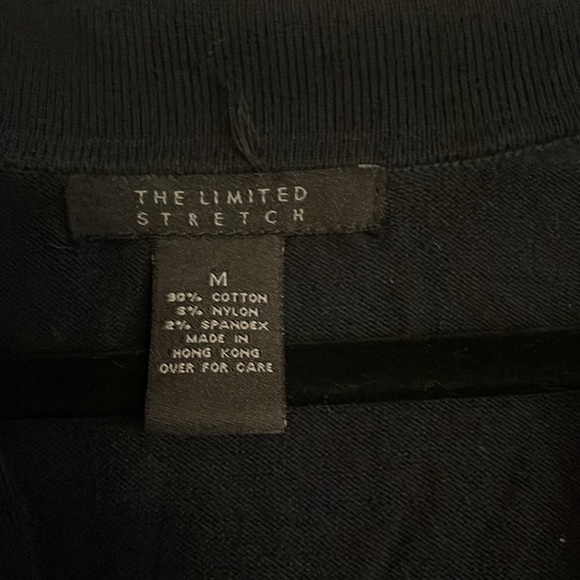 THE LIMITED
STRETCH
M
90% COTTON
8% NYLON
2% SPANDEX
MADE IN
HONG KONG
OVER FOR CARE